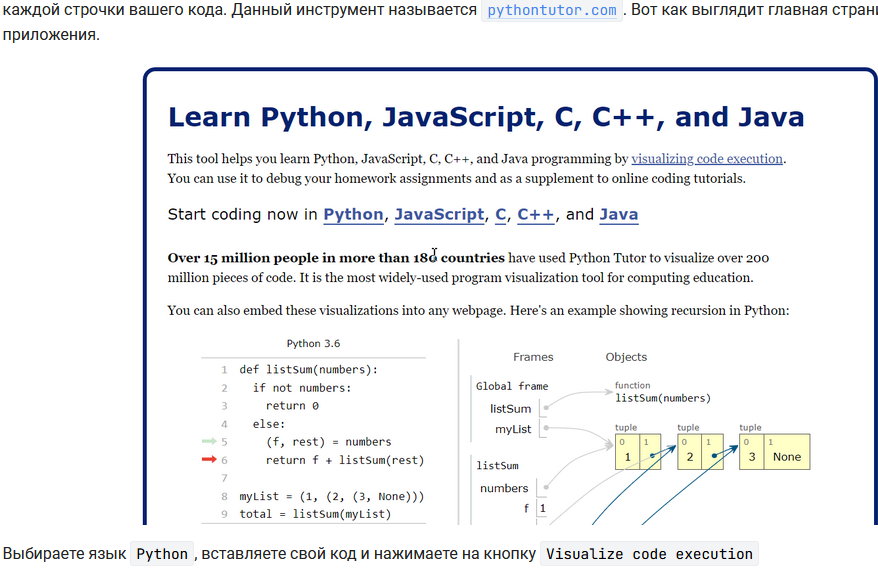 каждой строчки вашего кода. Данный инструмент называется pythontutor.com. Вот как выглядит главная
приложения.
Learn Python, JavaScript, C, C++, and Java
This tool helps you learn Python, JavaScript, C, C++, and Java programming by visualizing code execution.
You can use it to debug your homework assignments and as a supplement to online coding tutorials.
Start coding now in Python, JavaScript, C, C++, and Java
Over 15 million people in more than 180 countries have used Python Tutor to visualize over 200
million pieces of code. It is the most widely-used program visualization tool for computing education.
You can also embed these visualizations into any webpage. Here's an example showing recursion in Python:
Python 3.6
1 def listSum(numbers):
2 if not numbers:
3 return 0
4 else:
5 (f, rest) = numbers
6 return f + listSum(rest)
7
8 myList = (1, (2, (3, None)))
9 total = listSum(myList)
Frames Objects
Global frame
listSum
myList
function
listSum(numbers)
tuple tuple tuple
0 1 0 1 0 1
1 2 3 None
listSum
numbers
f 1
Выбираете язык Python, вставляете свой код и нажимаете на кнопку Visualize code execution